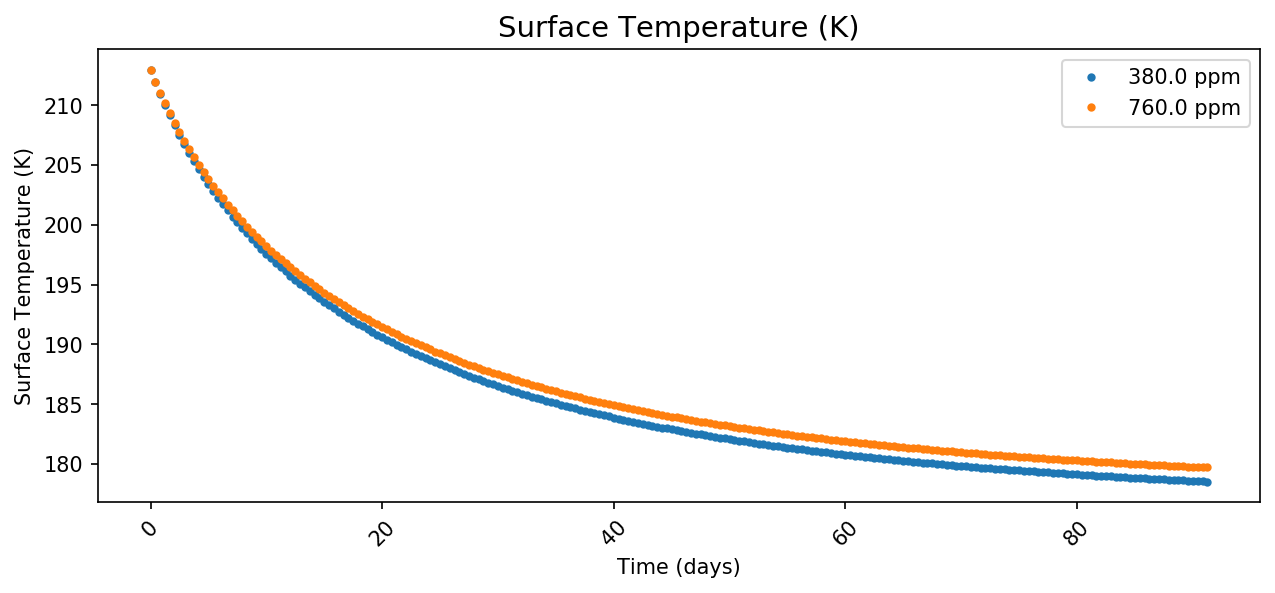 Surface Temperature (K)
380.0 ppm
760.0 ppm
Surface Temperature (K)
210
205
200
195
190
185
180
0
20
40
60
80
Time (days)